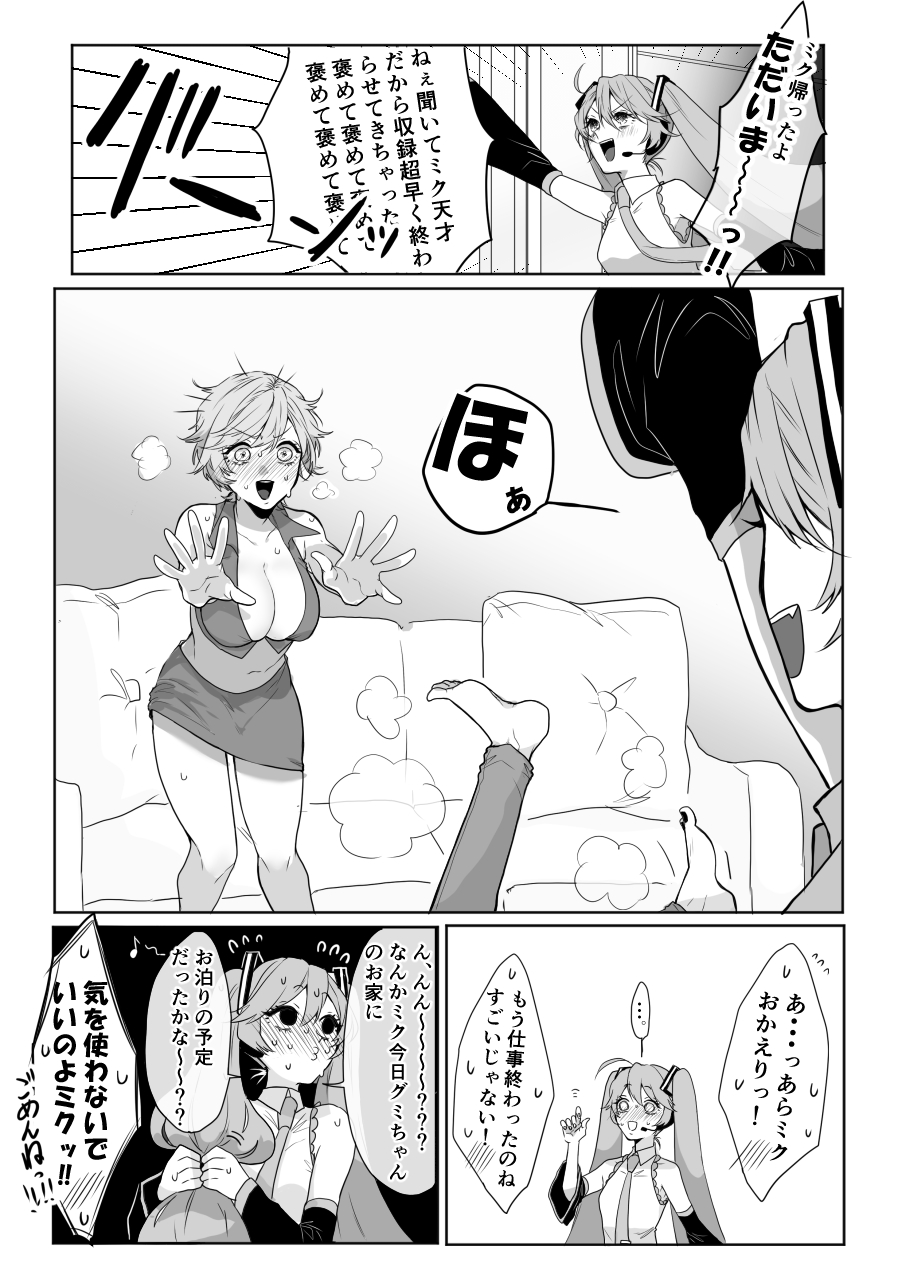 ミク帰ったよ
ただいま～～～っ!!
ねぇ聞いてミク天才
だから収録超早く終わ
らせてきちゃった
褒めて褒めて褒めて
褒めて褒めて褒めて
バーンッ
ほぁ
あ・・・っあらミク
おかえりっ！
・・・。
もう仕事終わったのね
すごいじゃない！
ん、んん～～～～？？？
なんかミク今日グミちゃん
のお家に
お泊りの予定
だったかな～～？？
♪
気を使わないで
いいのよミクッ!!
ごめんねっ!!!